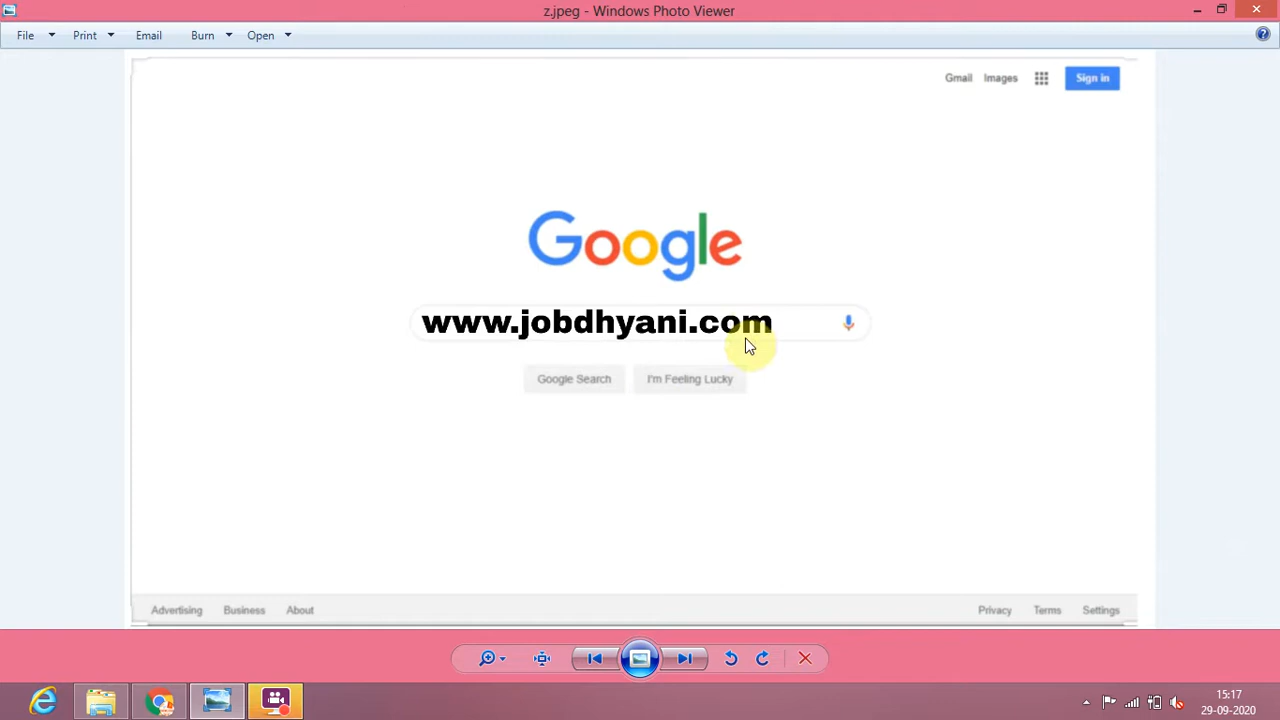 z.jpeg - Windows Photo Viewer
File Print Email Burn Open
Gmail Images Sign in
Google
www.jobdhyani.com
Google Search I'm Feeling Lucky
Advertising Business About Privacy Terms Settings
15:17
29-09-2020